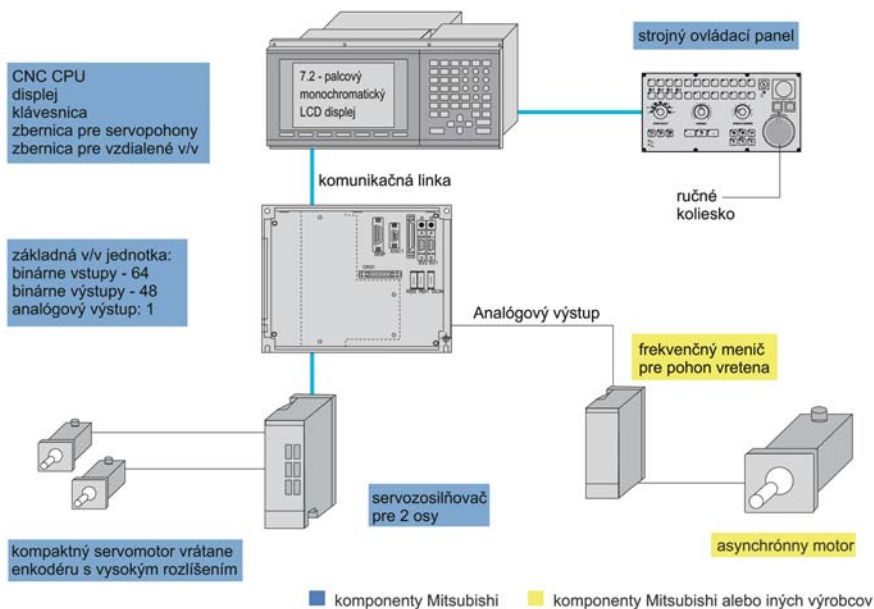 CNC CPU
displej
klávesnica
zbernica pre servopohony
zbernica pre vzdialené v/v
7.2 - palcový
monochromatický
LCD displej
strojný ovládací panel
komunikačná linka
ručné
koliesko
základná v/v jednotka:
binárne vstupy - 64
binárne výstupy - 48
analógový výstup: 1
Analógový výstup
frekvenčný menič
pre pohon vretena
servozosilňovač
pre 2 osy
kompaktný servomotor vrátane
enkodéru s vysokým rozlíšením
asynchrónny motor
komponenty Mitsubishi
komponenty Mitsubishi alebo iných výrobcov